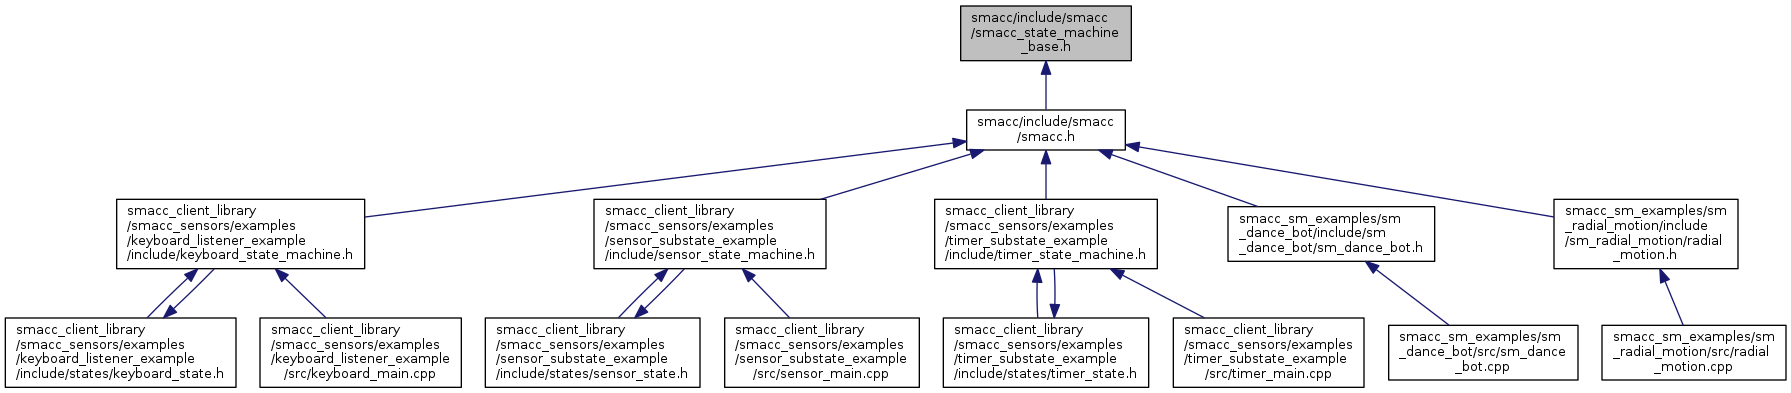 smacc/include/smacc
/smacc_state_machine
_base.h
smacc/include/smacc
/smacc.h
smacc_client_library
/smacc_sensors/examples
/keyboard_listener_example
/include/keyboard_state_machine.h
smacc_client_library
/smacc_sensors/examples
/sensor_substate_example
/include/sensor_state_machine.h
smacc_client_library
/smacc_sensors/examples
/timer_substate_example
/include/timer_state_machine.h
smacc_sm_examples/sm
_dance_bot/include/sm
_dance_bot/sm_dance_bot.h
smacc_sm_examples/sm
_radial_motion/include
/sm_radial_motion/radial
_motion.h
smacc_client_library
/smacc_sensors/examples
/keyboard_listener_example
/include/states/keyboard_state.h
smacc_client_library
/smacc_sensors/examples
/keyboard_listener_example
/src/keyboard_main.cpp
smacc_client_library
/smacc_sensors/examples
/sensor_substate_example
/include/states/sensor_state.h
smacc_client_library
/smacc_sensors/examples
/sensor_substate_example
/src/sensor_main.cpp
smacc_client_library
/smacc_sensors/examples
/timer_substate_example
/include/states/timer_state.h
smacc_client_library
/smacc_sensors/examples
/timer_substate_example
/src/timer_main.cpp
smacc_sm_examples/sm
_dance_bot/src/sm_dance
_bot.cpp
smacc_sm_examples/sm
_radial_motion/src/radial
_motion.cpp